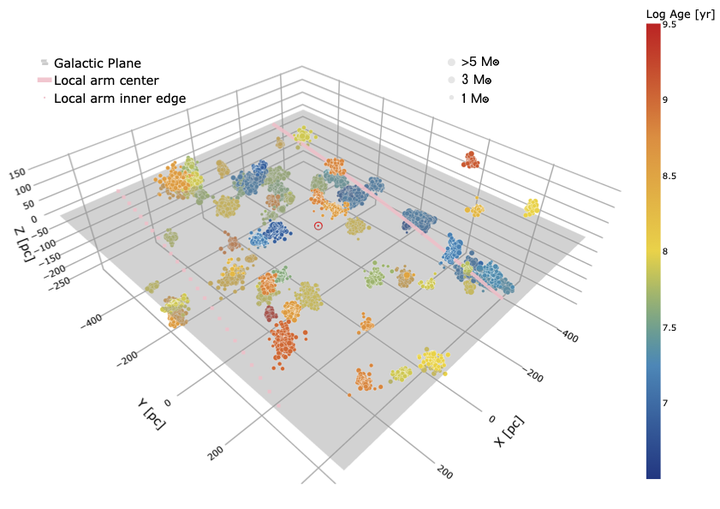 Log Age [yr]
9.5
Galactic Plane
Local arm center
Local arm inner edge
>5 M⊙
3 M⊙
1 M⊙
9
8.5
8
7.5
7
150
100
50
0
−50
−100
−150
−200
−250
Z [pc]
−400
−200
0
200
Y [pc]
−400
−200
0
200
X [pc]